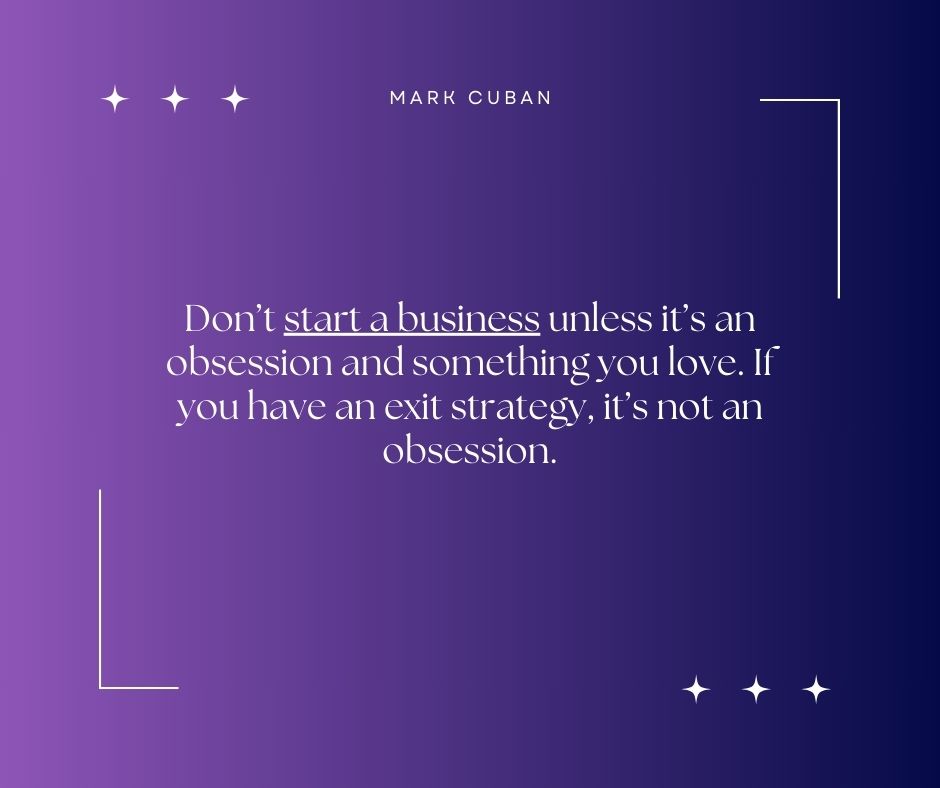 MARK CUBAN
Don’t start a business unless it’s an
obsession and something you love. If
you have an exit strategy, it’s not an
obsession.